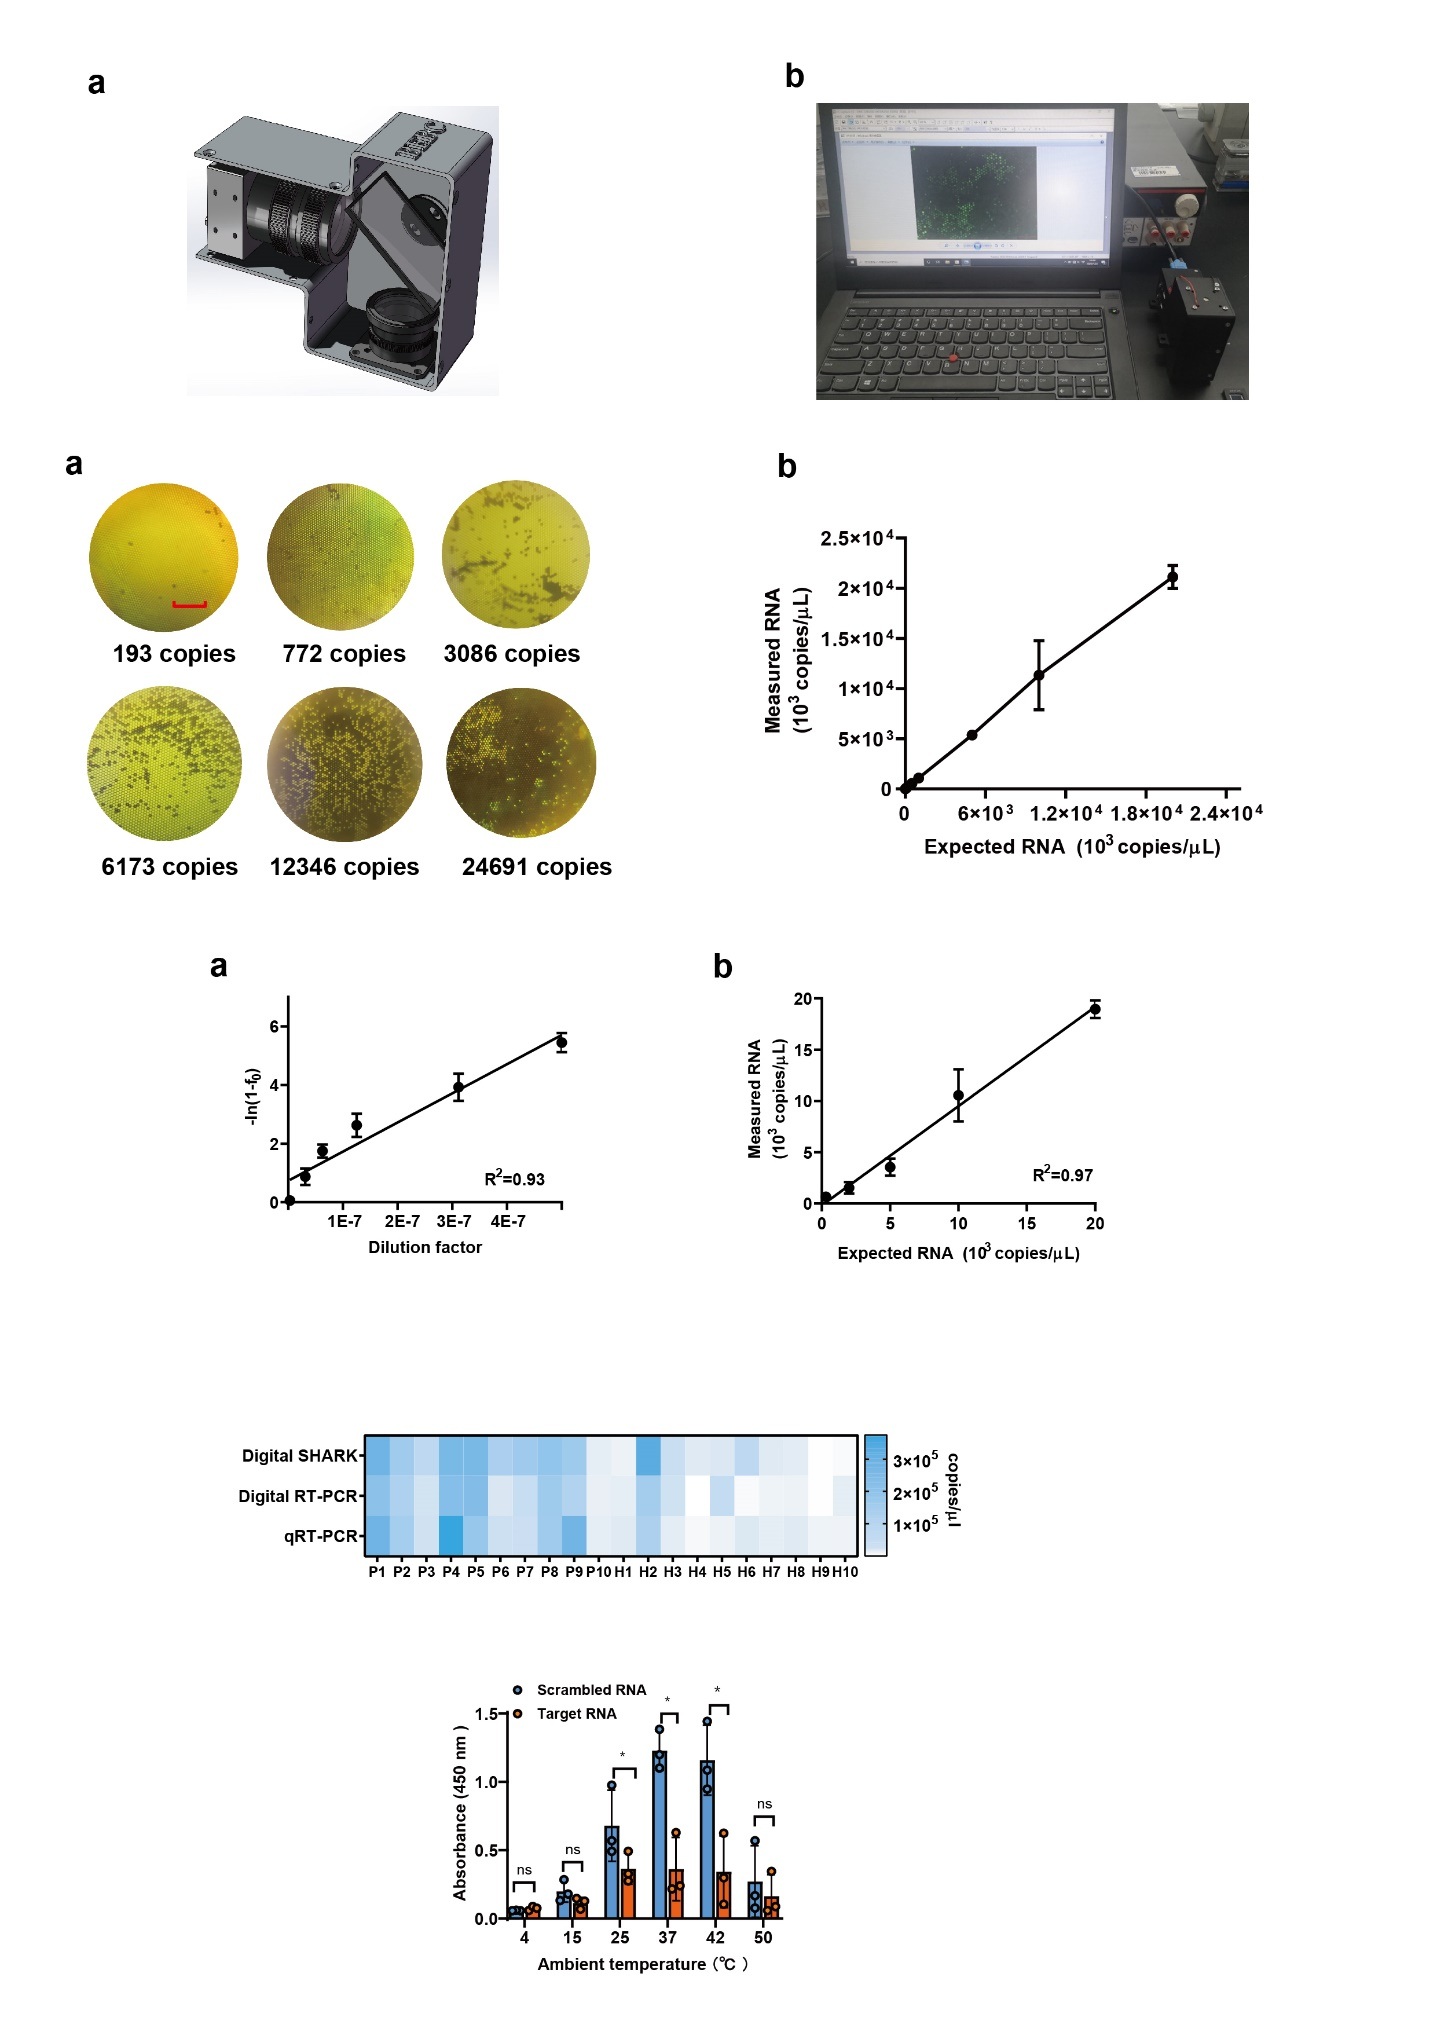 a
b
a
193 copies
772 copies
3086 copies
6173 copies
12346 copies
24691 copies
b
2.5×10⁴
2×10⁴
1.5×10⁴
1×10⁴
5×10³
0
Measured RNA
(10³ copies/μL)
0
6×10³
1.2×10⁴
1.8×10⁴
2.4×10⁴
Expected RNA (10³ copies/μL)
a
6
4
2
0
-ln(1-f₀)
R²=0.93
1E-7
2E-7
3E-7
4E-7
Dilution factor
b
20
15
10
5
0
Measured RNA
(10³ copies/μL)
R²=0.97
0
5
10
15
20
Expected RNA (10³ copies/μL)
Digital SHARK
Digital RT-PCR
qRT-PCR
P1 P2 P3 P4 P5 P6 P7 P8 P9 P10 H1 H2 H3 H4 H5 H6 H7 H8 H9 H10
3×10⁵
2×10⁵
1×10⁵
copies/μl
Scrambled RNA
Target RNA
1.5
1.0
0.5
0.0
Absorbance (450 nm )
ns
ns
*
*
*
ns
4
15
25
37
42
50
Ambient temperature（℃ ）